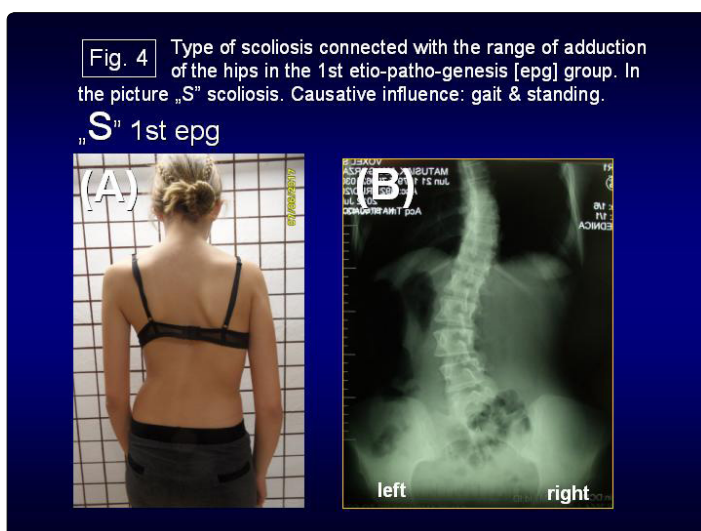 Fig. 4
Type of scoliosis connected with the range of adduction
of the hips in the 1st etio-patho-genesis [epg] group. In
the picture „S” scoliosis. Causative influence: gait & standing.
„S” 1st epg
(A)
(B)
EDNICA
left
right